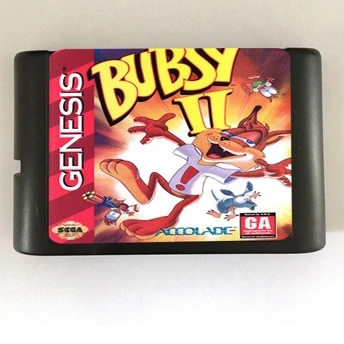 BUBSY
II
GENESIS
SEGA
ACCOLADE
GA